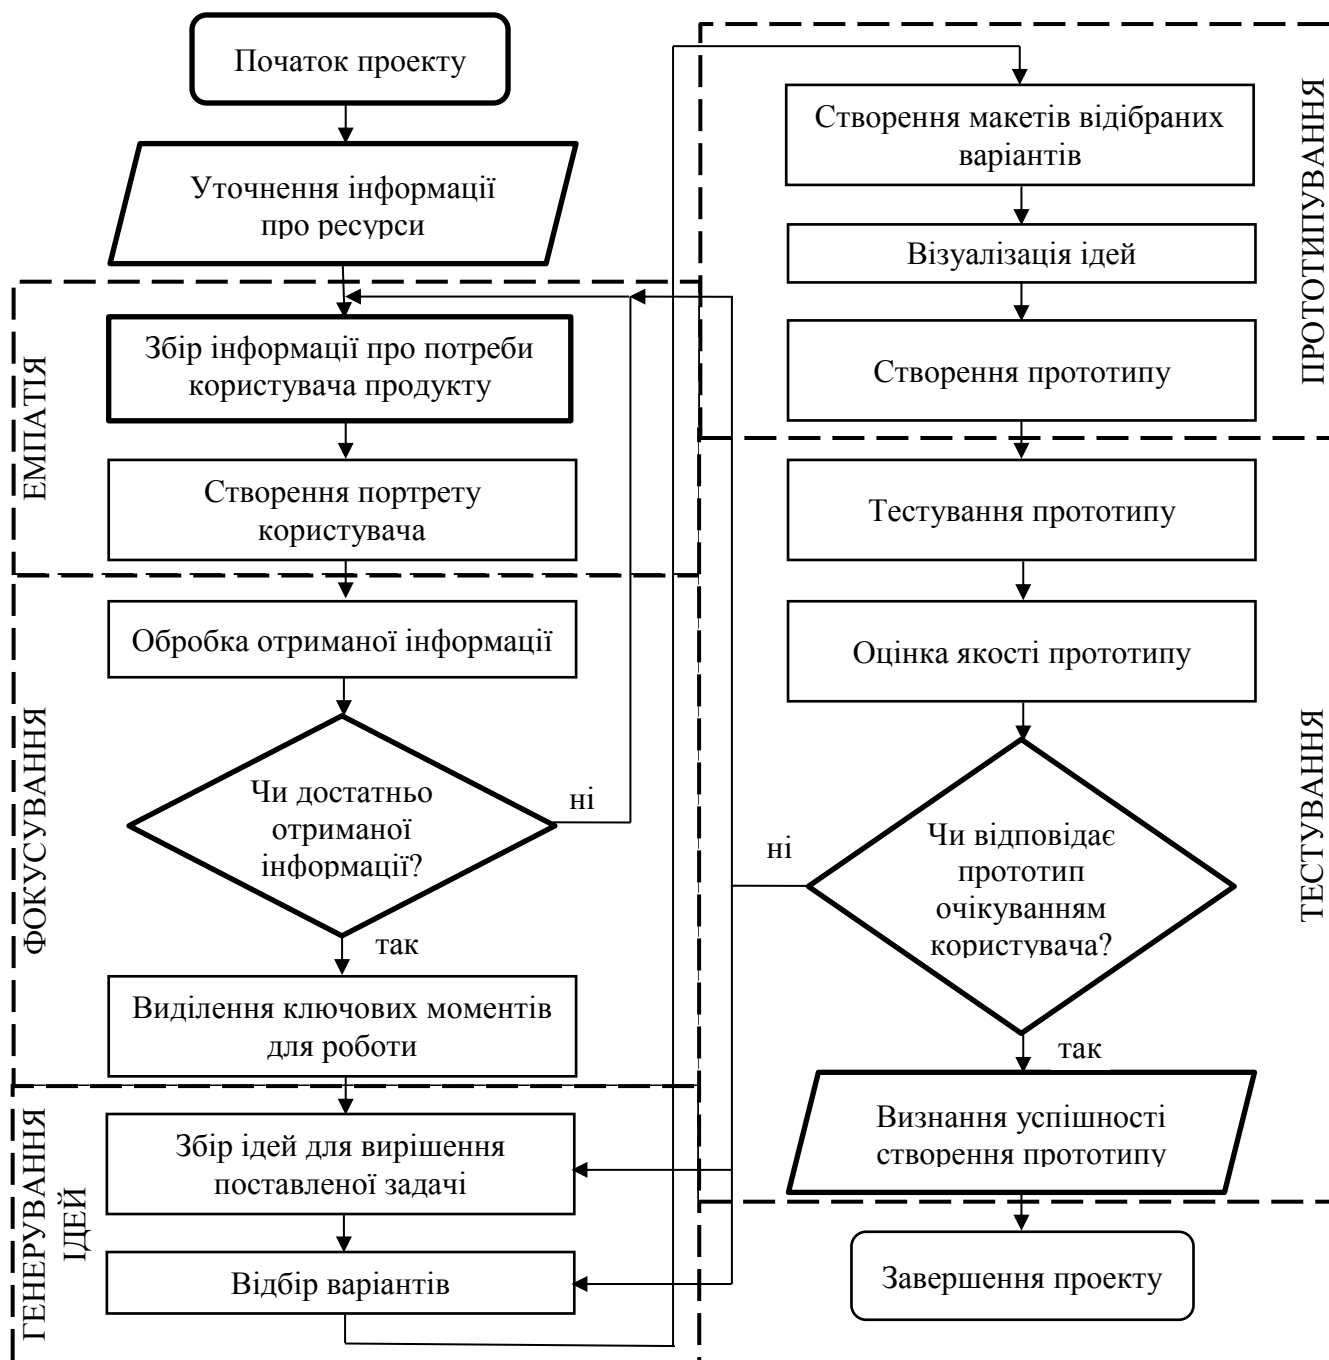 Початок проекту
Уточнення інформації
про ресурси
ЕМПАТІЯ
Збір інформації про потреби
користувача продукту
Створення портрету
користувача
ФОКУСУВАННЯ
Обробка отриманої інформації
Чи достатньо
отриманої
інформації?
ні
так
Виділення ключових моментів
для роботи
ГЕНЕРУВАННЯ
ІДЕЙ
Збір ідей для вирішення
поставленої задачі
Відбір варіантів
ПРОТОТИПУВАННЯ
Створення макетів відібраних
варіантів
Візуалізація ідей
Створення прототипу
ТЕСТУВАННЯ
Тестування прототипу
Оцінка якості прототипу
Чи відповідає
прототип
очікуванням
користувача?
ні
так
Визнання успішності
створення прототипу
Завершення проекту